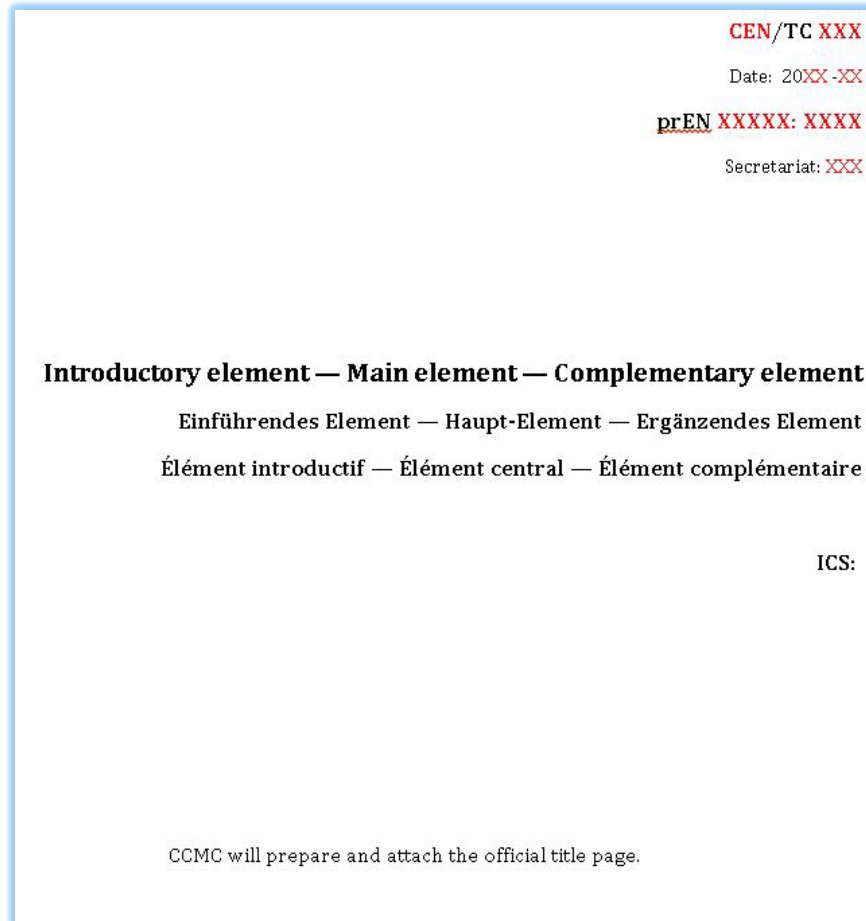 CEN/TC XXX
Date: 20XX -XX
prEN XXXXX: XXXX
Secretariat: XXX
Introductory element — Main element — Complementary element
Einführendes Element — Haupt-Element — Ergänzendes Element
Élément introductif — Élément central — Élément complémentaire
ICS:
CCMC will prepare and attach the official title page.